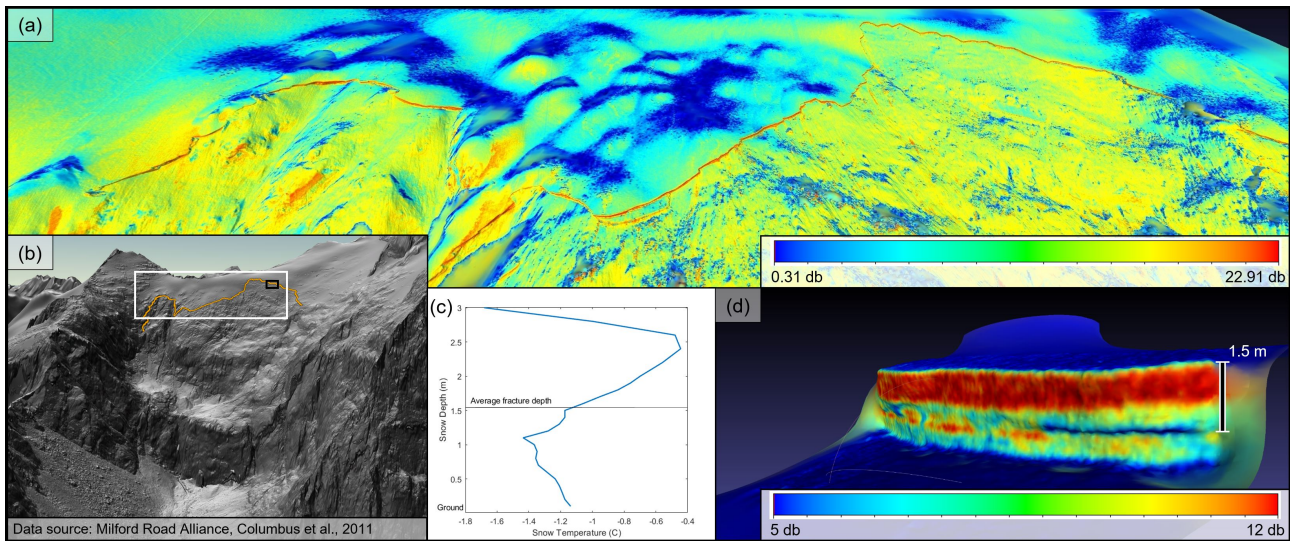 (a)
0.31 db
22.91 db
(b)
Data source: Milford Road Alliance, Columbus et al., 2011
(c)
3
2.5
2
Average fracture depth
1.5
1
0.5
Ground
Snow Depth (m)
-1.8
-1.6
-1.4
-1.2
-1
-0.8
-0.6
-0.4
Snow Temperature (C)
(d)
1.5 m
5 db
12 db